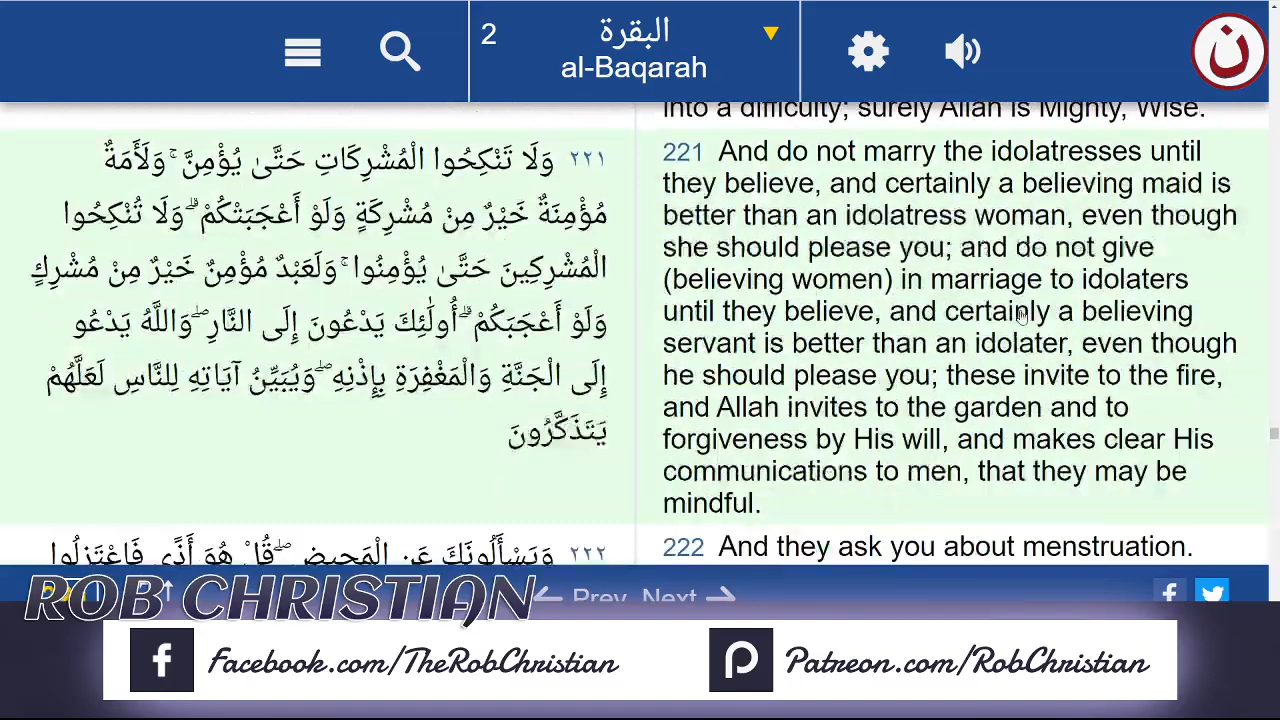 2
البقرة
al-Baqarah
ن
into a difficulty; surely Allah is Mighty, Wise.
٢٢١ وَلَا تَنْكِحُوا الْمُشْرِكَاتِ حَتَّىٰ يُؤْمِنَّ ۚ وَلَأَمَةٌ
مُؤْمِنَةٌ خَيْرٌ مِنْ مُشْرِكَةٍ وَلَوْ أَعْجَبَتْكُمْ ۗ وَلَا تُنْكِحُوا
الْمُشْرِكِينَ حَتَّىٰ يُؤْمِنُوا ۚ وَلَعَبْدٌ مُؤْمِنٌ خَيْرٌ مِنْ مُشْرِكٍ
وَلَوْ أَعْجَبَكُمْ ۗ أُولَٰئِكَ يَدْعُونَ إِلَى النَّارِ ۖ وَاللَّهُ يَدْعُو
إِلَى الْجَنَّةِ وَالْمَغْفِرَةِ بِإِذْنِهِ ۖ وَيُبَيِّنُ آيَاتِهِ لِلنَّاسِ لَعَلَّهُمْ
يَتَذَكَّرُونَ
221 And do not marry the idolatresses until
they believe, and certainly a believing maid is
better than an idolatress woman, even though
she should please you; and do not give
(believing women) in marriage to idolaters
until they believe, and certainly a believing
servant is better than an idolater, even though
he should please you; these invite to the fire,
and Allah invites to the garden and to
forgiveness by His will, and makes clear His
communications to men, that they may be
mindful.
٢٢٢ وَيَسْأَلُونَكَ عَنِ الْمَحِيضِ ۖ قُلْ هُوَ أَذًى فَاعْتَزِلُوا
222 And they ask you about menstruation.
Prev Next
ROB CHRISTIAN
Facebook.com/TheRobChristian
Patreon.com/RobChristian